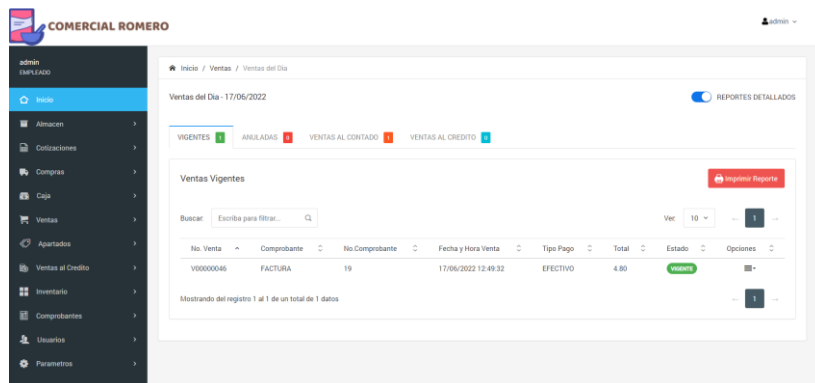 COMERCIAL ROMERO
admin
admin
EMPLEADO
Inicio
Almacen
Cotizaciones
Compras
Caja
Ventas
Apartados
Ventas al Credito
Inventario
Comprobantes
Usuarios
Parametros
Inicio / Ventas / Ventas del Dia
Ventas del Dia - 17/06/2022
REPORTES DETALLADOS
VIGENTES 1 ANULADAS 0 VENTAS AL CONTADO 1 VENTAS AL CREDITO 0
Ventas Vigentes
Imprimir Reporte
Buscar: Escriba para filtrar... Ver: 10 ← 1 →
No. Venta Comprobante No.Comprobante Fecha y Hora Venta Tipo Pago Total Estado Opciones
V00000046 FACTURA 19 17/06/2022 12:49:32 EFECTIVO 4.80 VIGENTE
Mostrando del registro 1 al 1 de un total de 1 datos ← 1 →